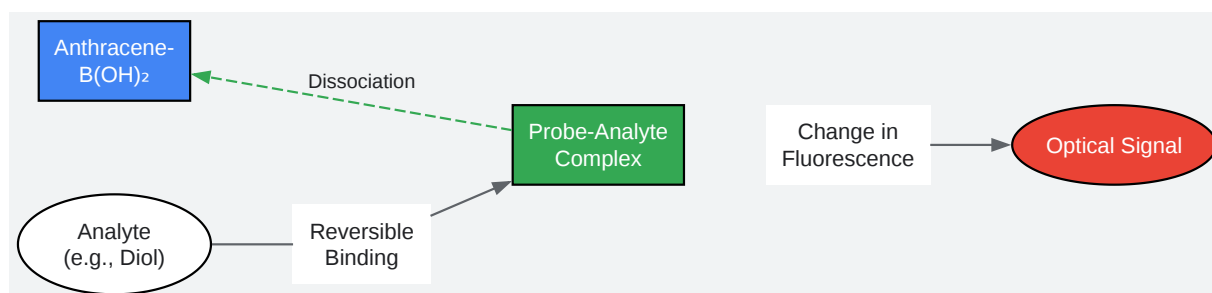 Anthracene-
B(OH)₂
Dissociation
Probe-Analyte
Complex
Change in
Fluorescence
Optical Signal
Analyte
(e.g., Diol)
Reversible
Binding